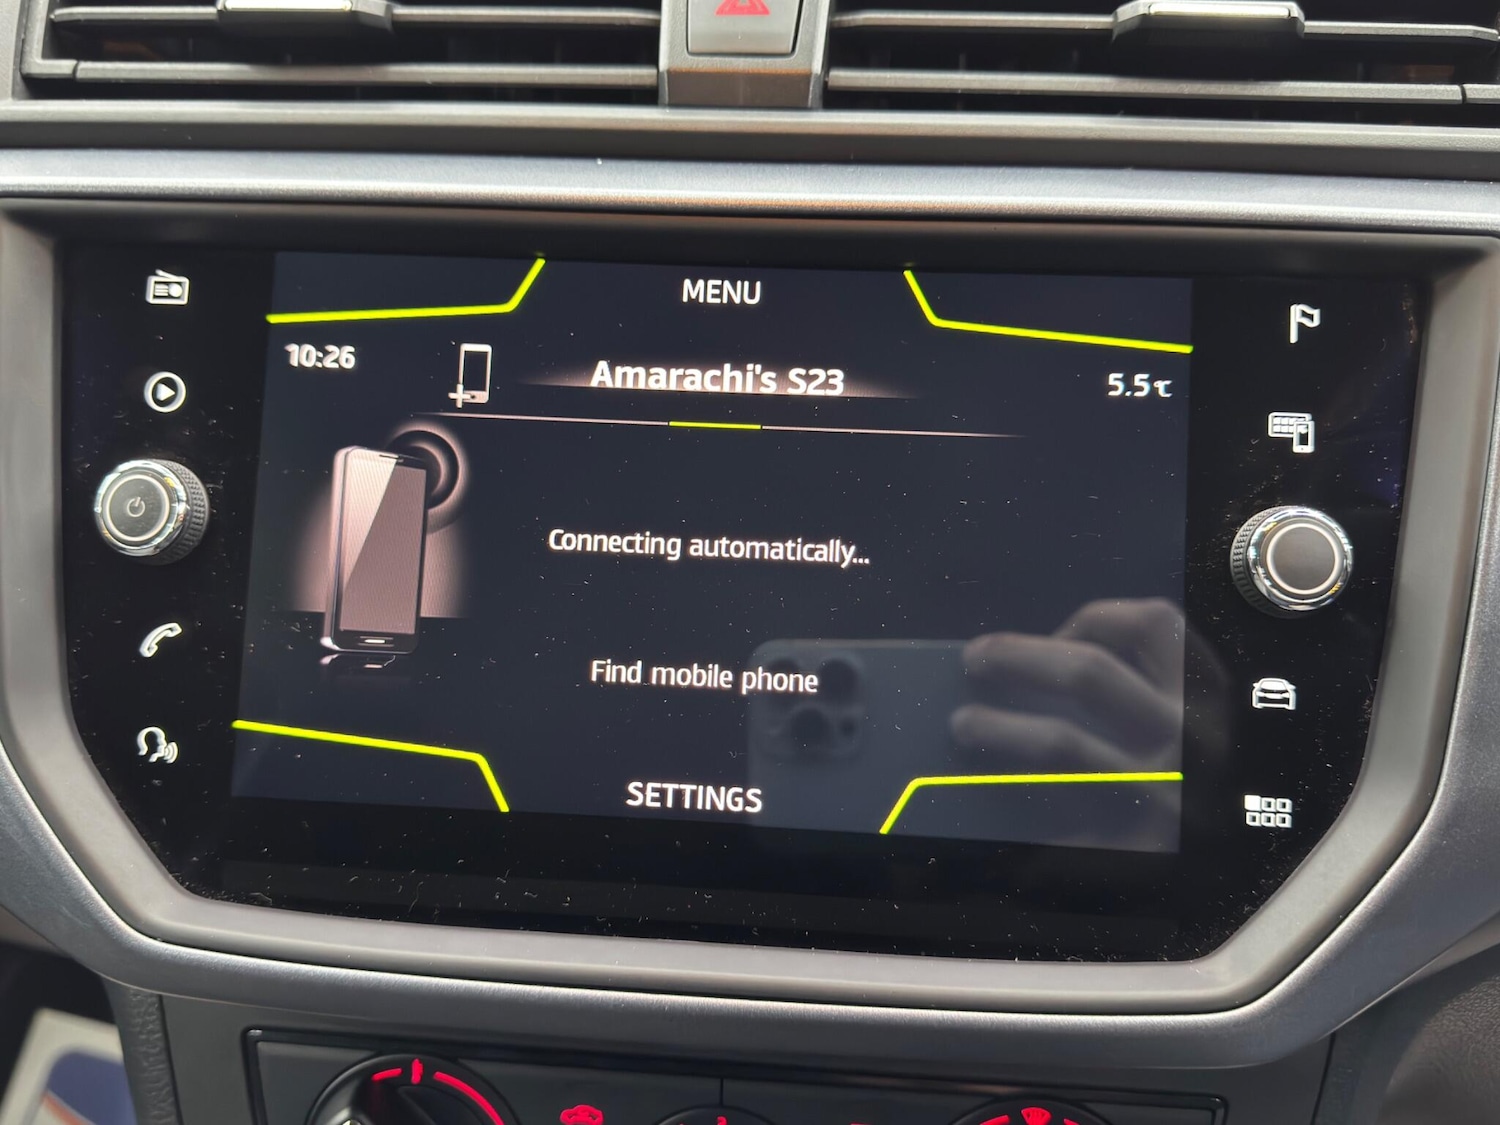 MENU
10:26
Amarachi's S23
5.5℃
Connecting automatically...
Find mobile phone
SETTINGS